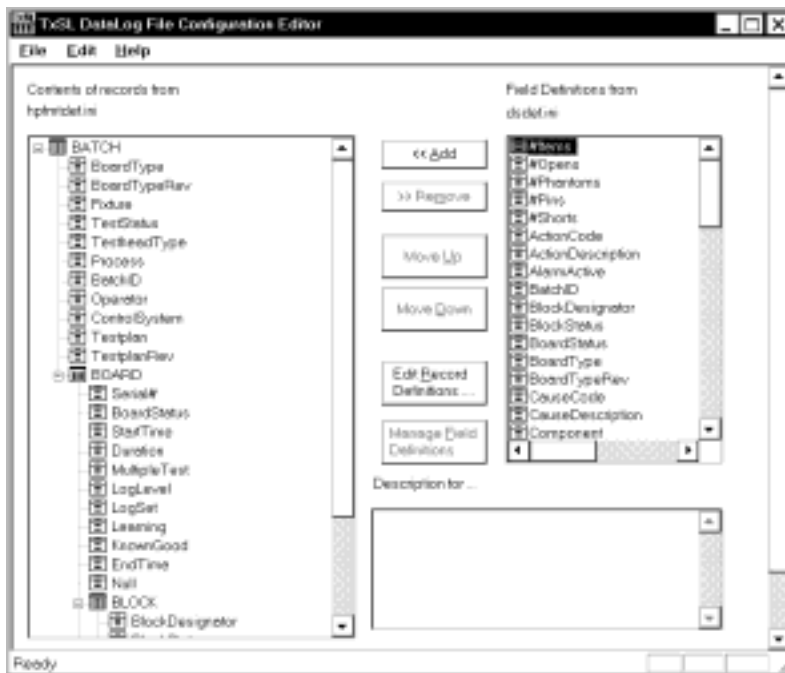 TxSL DataLog File Configuration Editor
File Edit Help
Contents of records from
hpfmtdet.ini
BATCH
BoardType
BoardTypeRev
Fixture
TestStatus
TestheadType
Process
BatchID
Operator
ControlSystem
Testplan
TestplanRev
BOARD
Serial#
BoardStatus
StartTime
Duration
MultipleTest
LogLevel
LogSet
Learning
KnownGood
EndTime
Null
BLOCK
BlockDesignator
<< Add
>> Remove
Move Up
Move Down
Edit Record
Definitions ...
Manage Field
Definitions
Field Definitions from
dsdef.ini
#Items
#Opens
#Phantoms
#Pins
#Shorts
ActionCode
ActionDescription
AlarmActive
BatchID
BlockDesignator
BlockStatus
BoardStatus
BoardType
BoardTypeRev
CauseCode
CauseDescription
Component
Description for ...
Ready